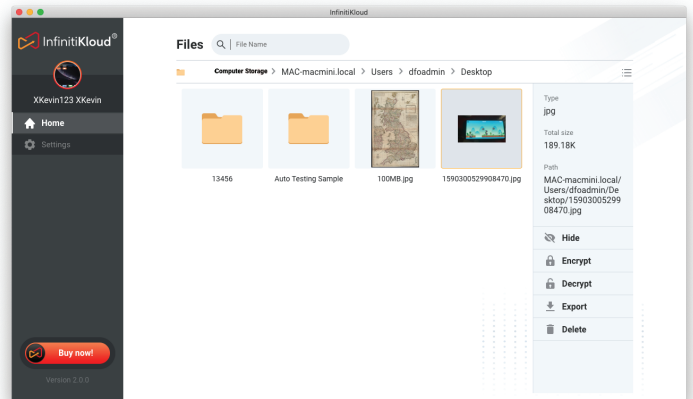 InfinitiKloud
InfinitiKloud®
XKevin123 XKevin
Home
Settings
Buy now!
Version 2.0.0
Files
File Name
Computer Storage > MAC-macmini.local > Users > dfoadmin > Desktop
13456
Auto Testing Sample
100MB.jpg
1590300529908470.jpg
Type
jpg
Total size
189.18K
Path
MAC-macmini.local/
Users/dfoadmin/De
sktop/15903005299
08470.jpg
Hide
Encrypt
Decrypt
Export
Delete